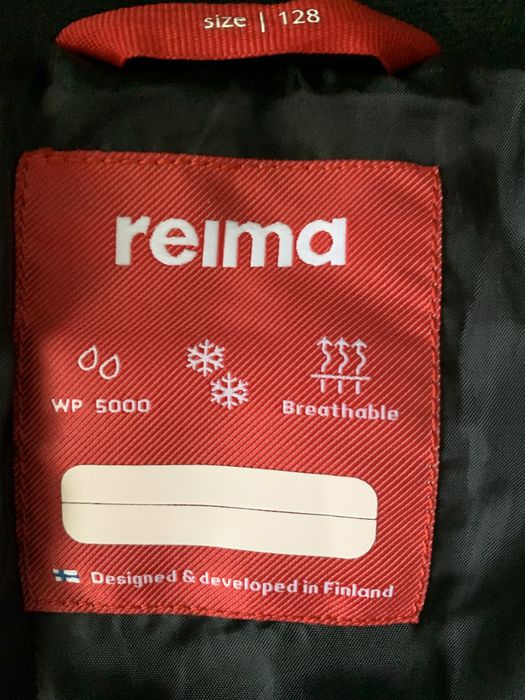 size | 128
reima
WP 5000
Breathable
Designed & developed in Finland